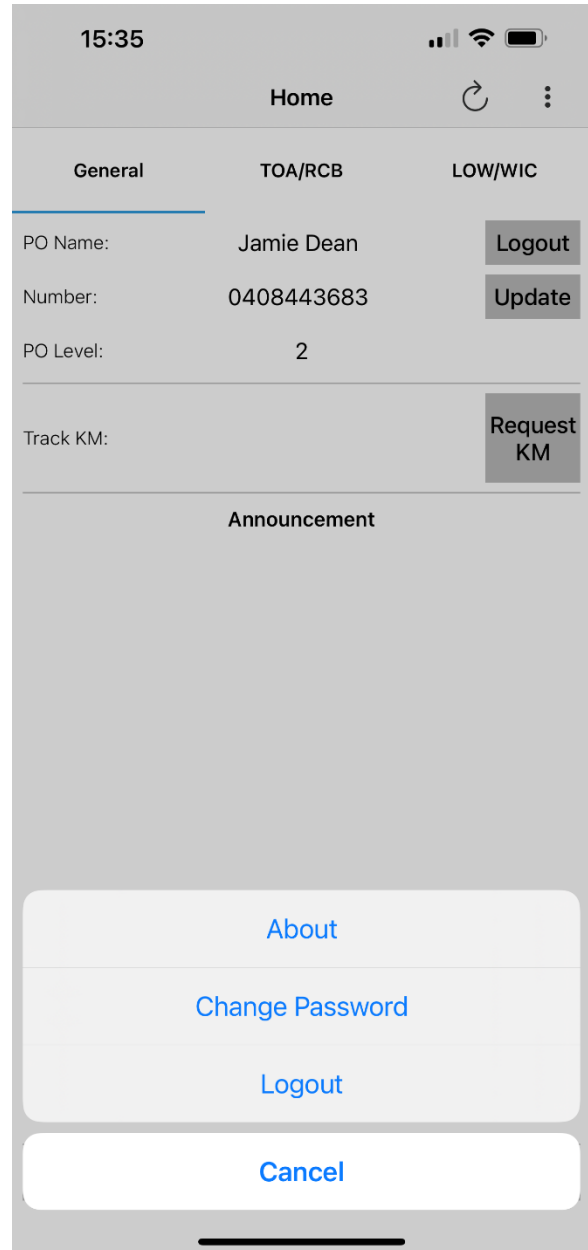 15:35
Home
General TOA/RCB LOW/WIC
PO Name: Jamie Dean Logout
Number: 0408443683 Update
PO Level: 2
Track KM: Request
KM
Announcement
About
Change Password
Logout
Cancel